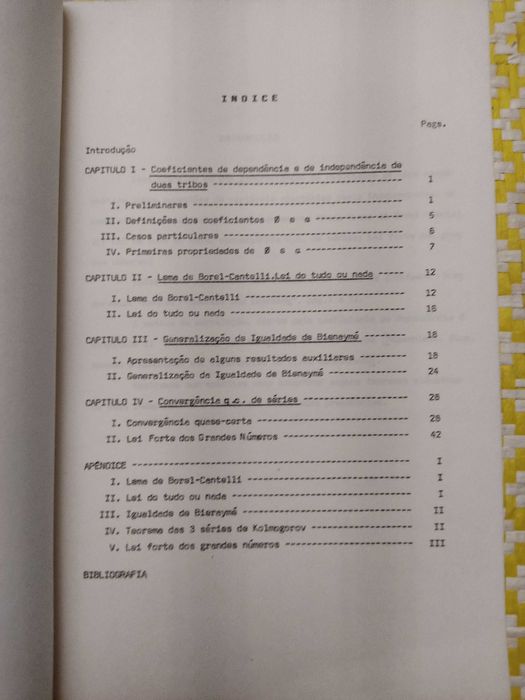 INDICE
Pags.
Introdução
CAPITULO I - Coeficientes de dependência e de independência de
duas tribos ---------- 1
I. Preliminares ---------- 1
II. Definições dos coeficientes Ø e α ---------- 5
III. Casos particulares ---------- 6
IV. Primeiras propriedades de Ø e α ---------- 7
CAPITULO II - Lema de Borel-Cantelli.Lei do tudo ou nada ----- 12
I. Lema de Borel-Cantelli ---------- 12
II. Lei do tudo ou nada ---------- 16
CAPITULO III - Generalização da Igualdade de Bienaymé ---------- 18
I. Apresentação de alguns resultados auxiliares ---------- 18
II. Generalização da Igualdade de Bienaymé ---------- 24
CAPITULO IV - Convergência q.c. de séries ---------- 28
I. Convergência quase-certa ---------- 28
II. Lei Forte dos Grandes Números ---------- 42
APÊNDICE ---------- I
I. Lema de Borel-Cantelli ---------- I
II. Lei do tudo ou nada ---------- I
III. Igualdade de Bienaymé ---------- II
IV. Teorema das 3 séries de Kolmogorov ---------- II
V. Lei forte dos grandes números ---------- III
BIBLIOGRAFIA